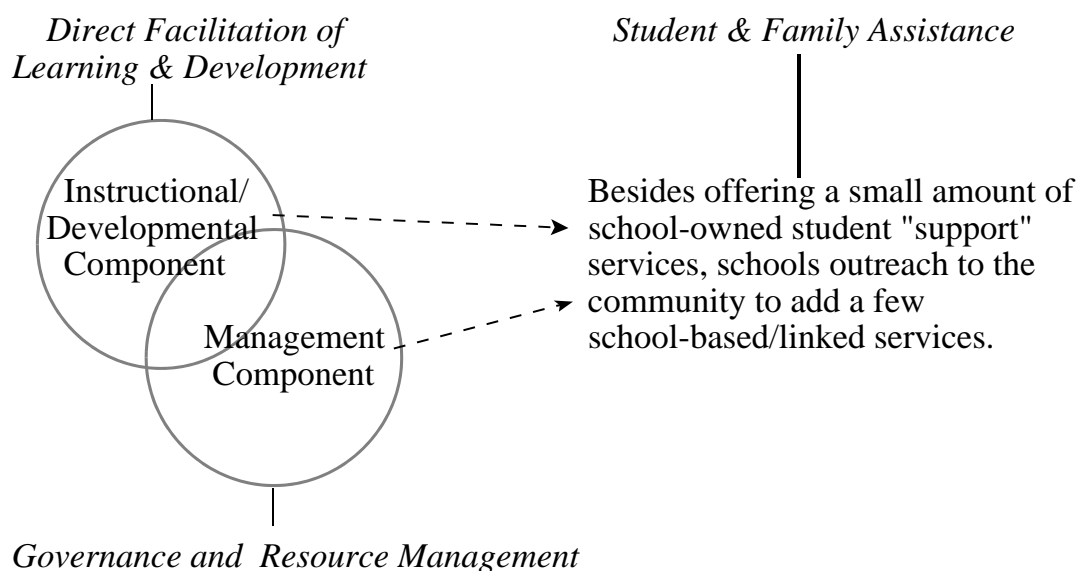 Direct Facilitation of
Learning & Development
Student & Family Assistance
Instructional/
Developmental
Component
Management
Component
Besides offering a small amount of
school-owned student "support"
services, schools outreach to the
community to add a few
school-based/linked services.
Governance and  Resource Management